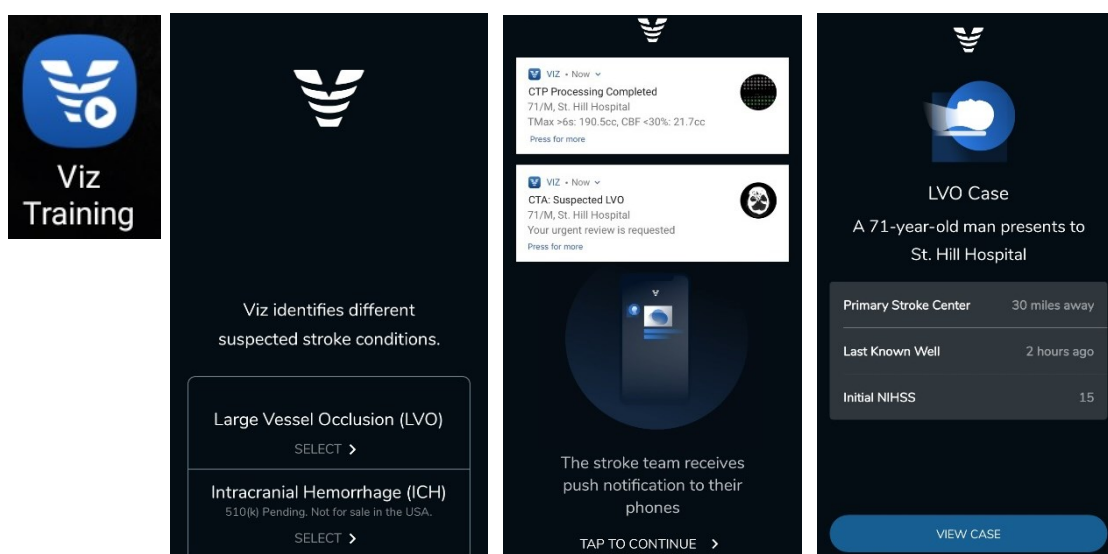 Viz
Training
Viz identifies different
suspected stroke conditions.
Large Vessel Occlusion (LVO)
SELECT >
Intracranial Hemorrhage (ICH)
510(k) Pending. Not for sale in the USA.
SELECT >
VIZ • Now
CTP Processing Completed
71/M, St. Hill Hospital
TMax >6s: 190.5cc, CBF <30%: 21.7cc
Press for more
VIZ • Now
CTA: Suspected LVO
71/M, St. Hill Hospital
Your urgent review is requested
Press for more
The stroke team receives
push notification to their
phones
TAP TO CONTINUE >
LVO Case
A 71-year-old man presents to
St. Hill Hospital
Primary Stroke Center 30 miles away
Last Known Well 2 hours ago
Initial NIHSS 15
VIEW CASE